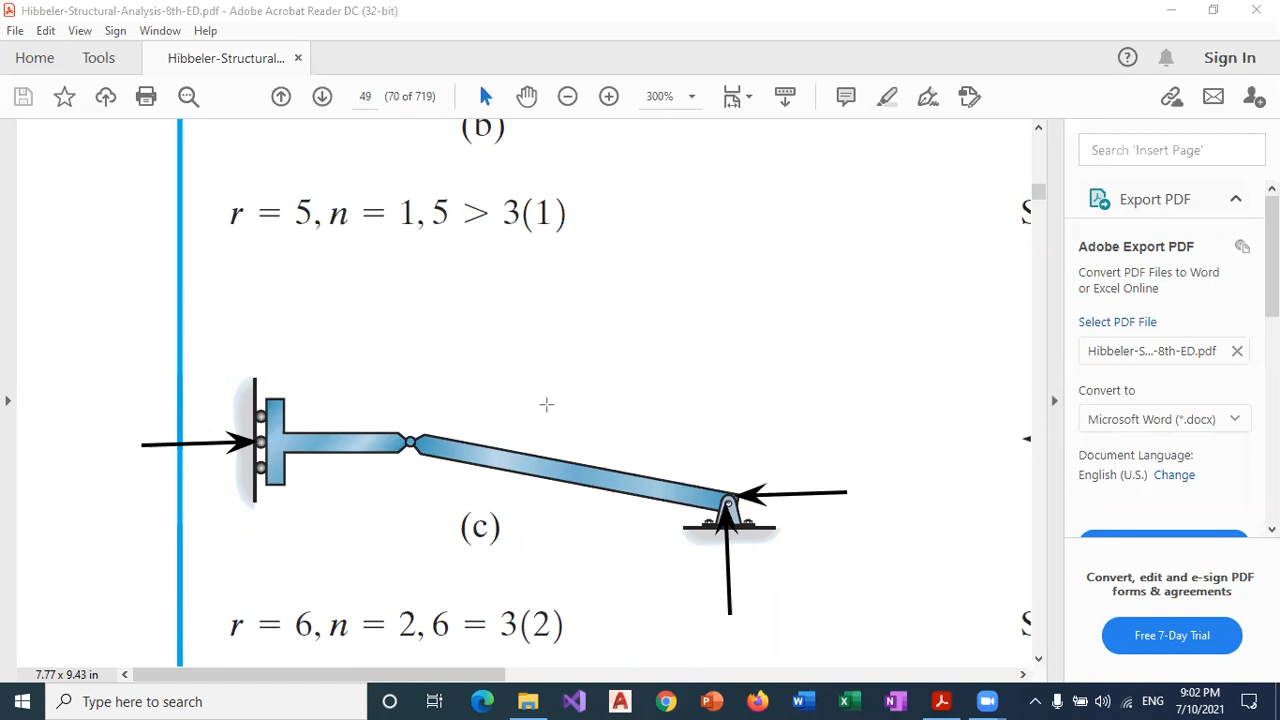 Hibbeler-Structural-Analysis-8th-ED.pdf - Adobe Acrobat Reader DC (32-bit)
File Edit View Sign Window Help
Home Tools Hibbeler-Structural... × Sign In
49 (70 of 719) 300%
(b)
r = 5, n = 1, 5 > 3(1)
S
(c)
r = 6, n = 2, 6 = 3(2)
S
7.77 x 9.43 in
Search 'Insert Page'
Export PDF
Adobe Export PDF
Convert PDF Files to Word
or Excel Online
Select PDF File
Hibbeler-S...-8th-ED.pdf
Convert to
Microsoft Word (*.docx)
Document Language:
English (U.S.) Change
Convert, edit and e-sign PDF
forms & agreements
Free 7-Day Trial
Type here to search
ENG
9:02 PM
7/10/2021